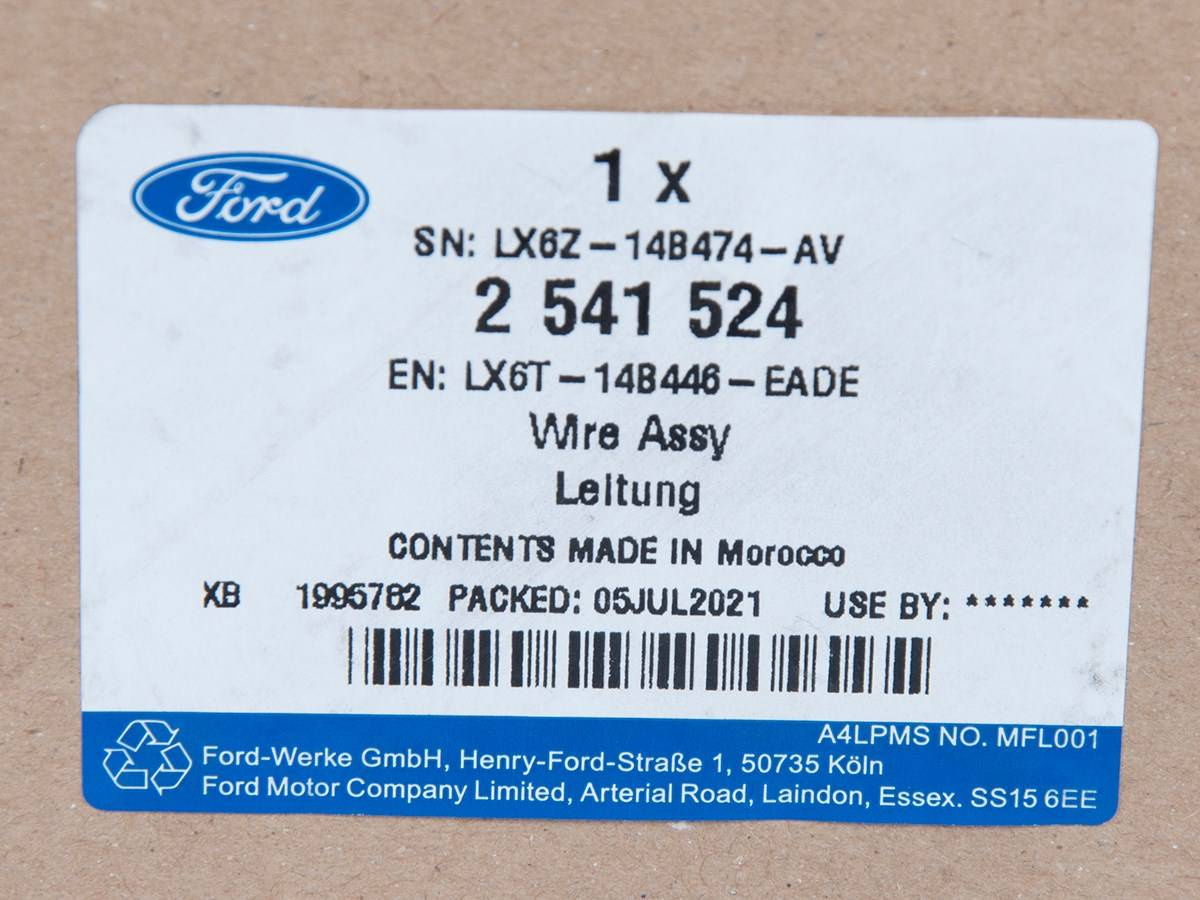 Ford
1 x
SN: LX6Z-14B474-AV
2 541 524
EN: LX6T-14B446-EADE
Wire Assy
Leitung
CONTENTS MADE IN Morocco
XB 1995762 PACKED: 05JUL2021 USE BY: *******
A4LPMS NO. MFL001
Ford-Werke GmbH, Henry-Ford-Straße 1, 50735 Köln
Ford Motor Company Limited, Arterial Road, Laindon, Essex. SS15 6EE